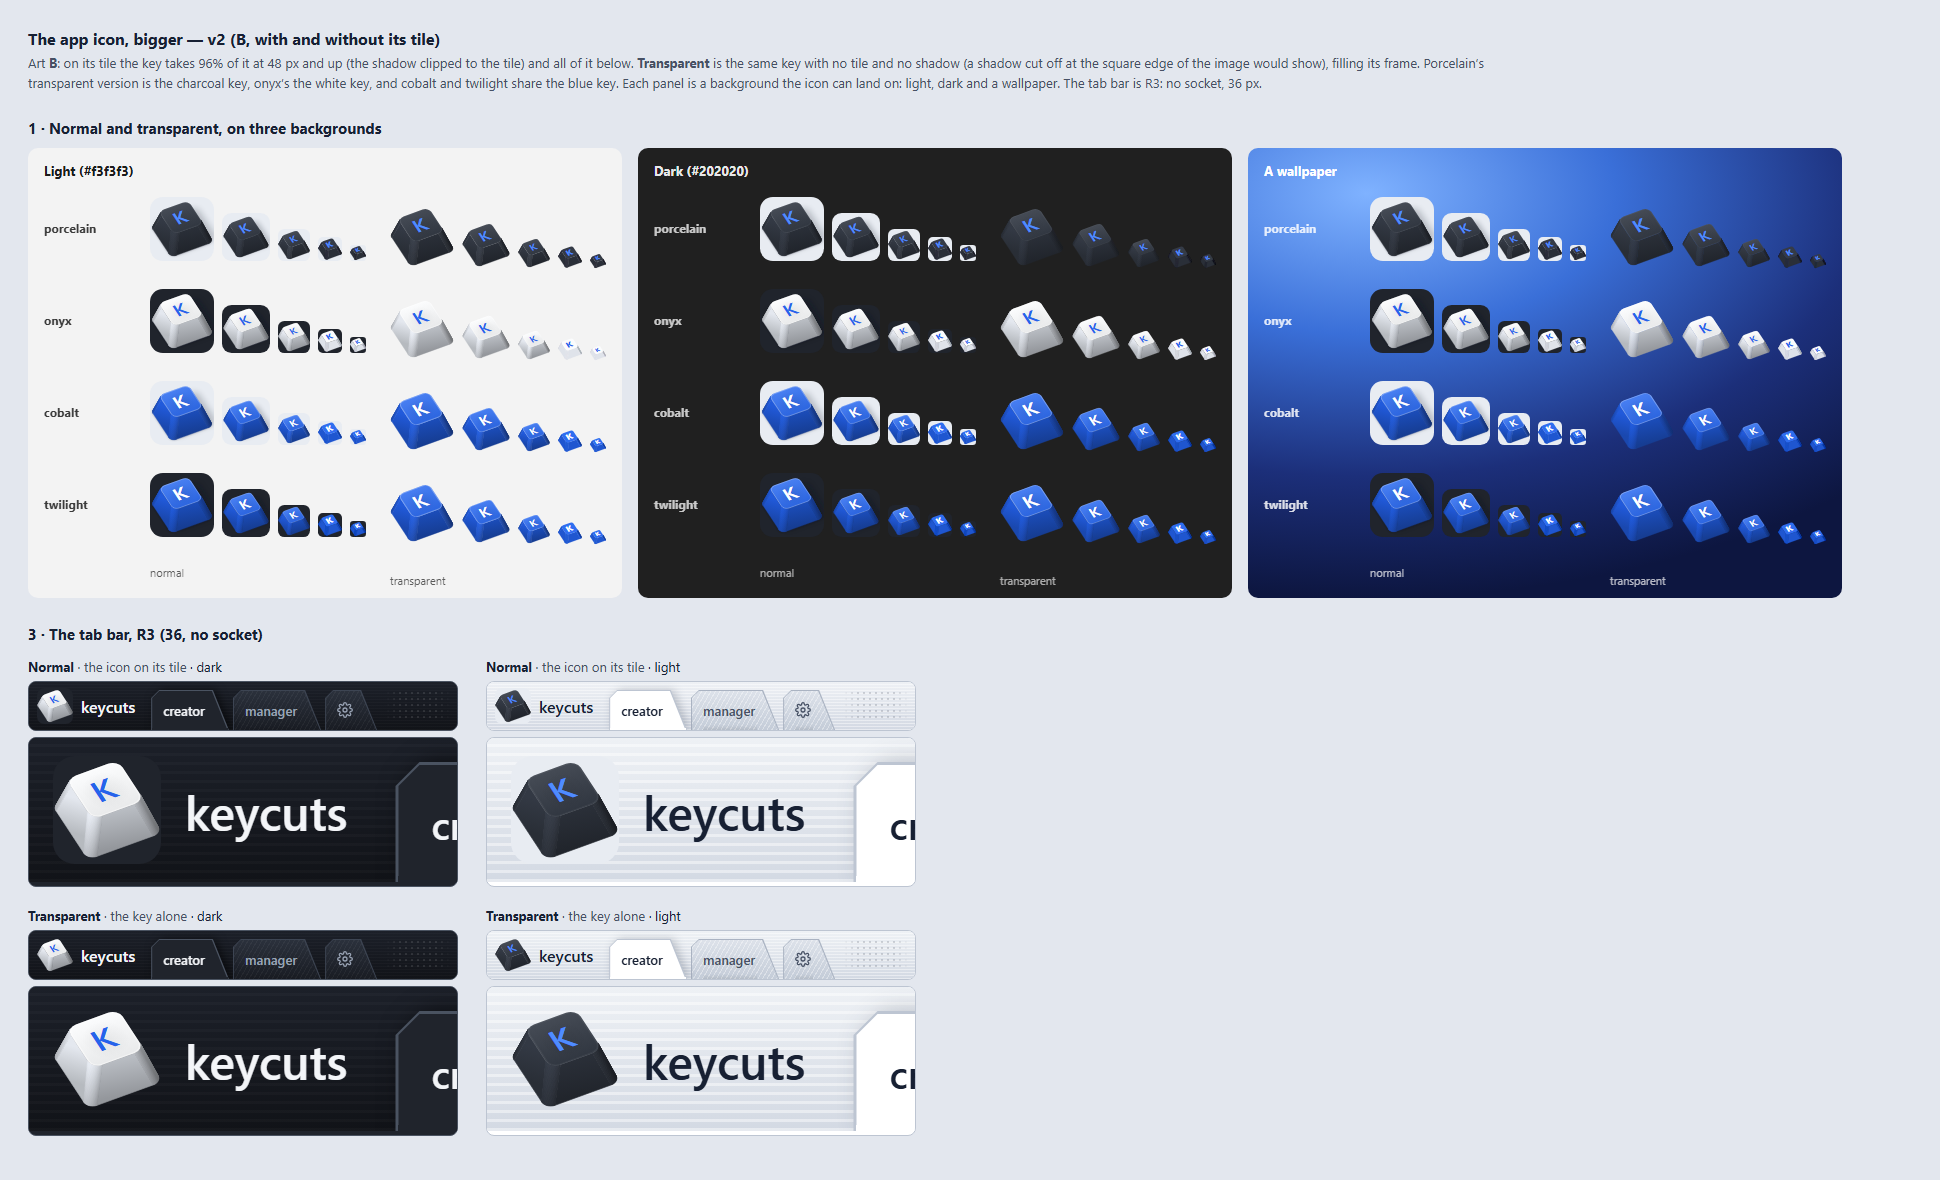 The app icon, bigger — v2 (B, with and without its tile)
Art B: on its tile the key takes 96% of it at 48 px and up (the shadow clipped to the tile) and all of it below. Transparent is the same key with no tile and no shadow (a shadow cut off at the square edge of the image would show), filling its frame. Porcelain's
transparent version is the charcoal key, onyx's the white key, and cobalt and twilight share the blue key. Each panel is a background the icon can land on: light, dark and a wallpaper. The tab bar is R3: no socket, 36 px.
1 · Normal and transparent, on three backgrounds
Light (#f3f3f3)
porcelain
K K K K K K K K K K
onyx
K K K K K K K K K K
cobalt
K K K K K K K K K K
twilight
K K K K K K K K K K
normal
transparent
Dark (#202020)
porcelain
K K K K K K K K K K
onyx
K K K K K K K K K K
cobalt
K K K K K K K K K K
twilight
K K K K K K K K K K
normal
transparent
A wallpaper
porcelain
K K K K K K K K K K
onyx
K K K K K K K K K K
cobalt
K K K K K K K K K K
twilight
K K K K K K K K K K
normal
transparent
3 · The tab bar, R3 (36, no socket)
Normal · the icon on its tile · dark
K keycuts creator manager
K keycuts
Normal · the icon on its tile · light
K keycuts creator manager
K keycuts
Transparent · the key alone · dark
K keycuts creator manager
K keycuts
Transparent · the key alone · light
K keycuts creator manager
K keycuts